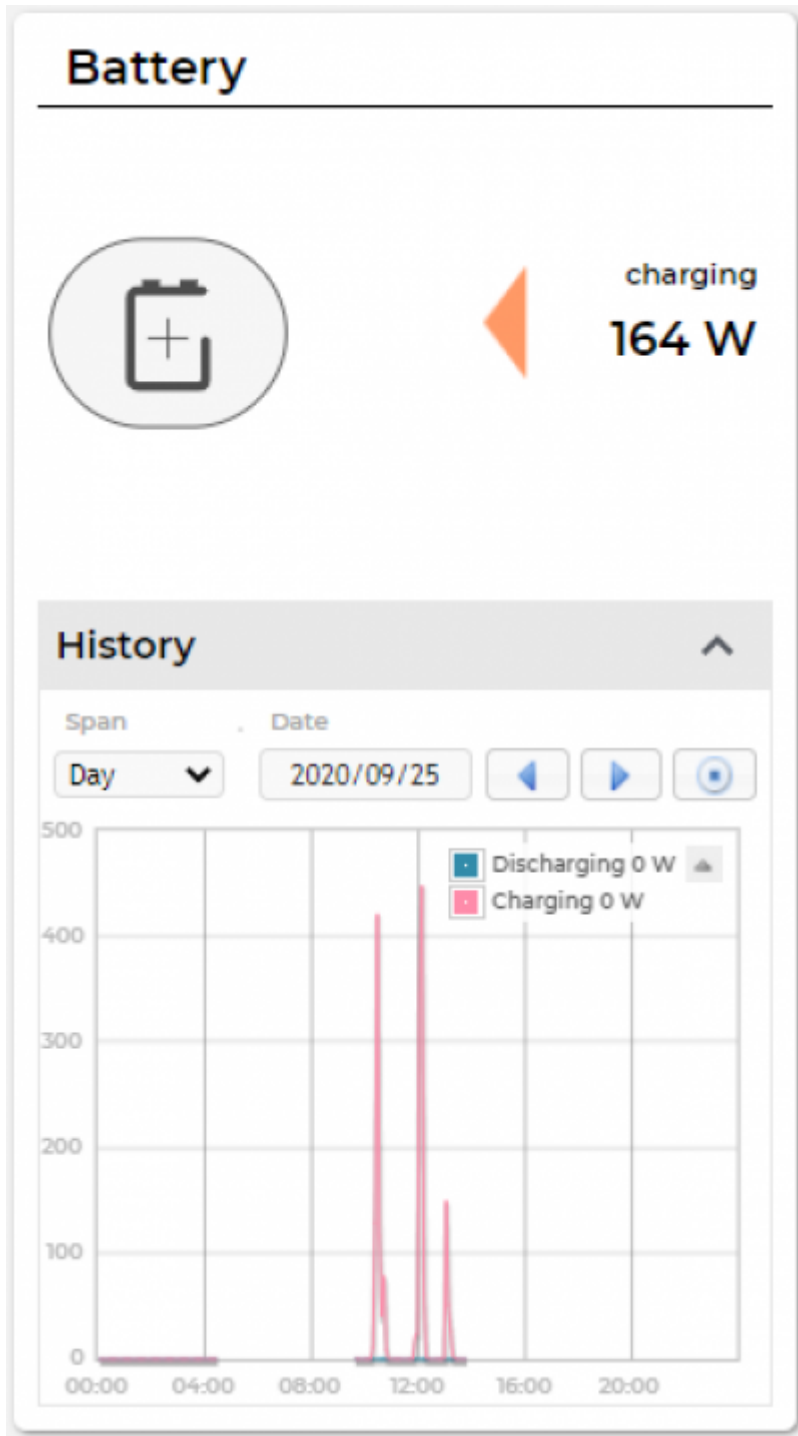 Battery
charging
164 W
History
Span . Date
Day 2020/09/25
500
Discharging 0 W
Charging 0 W
400
300
200
100
0
00:00 04:00 08:00 12:00 16:00 20:00